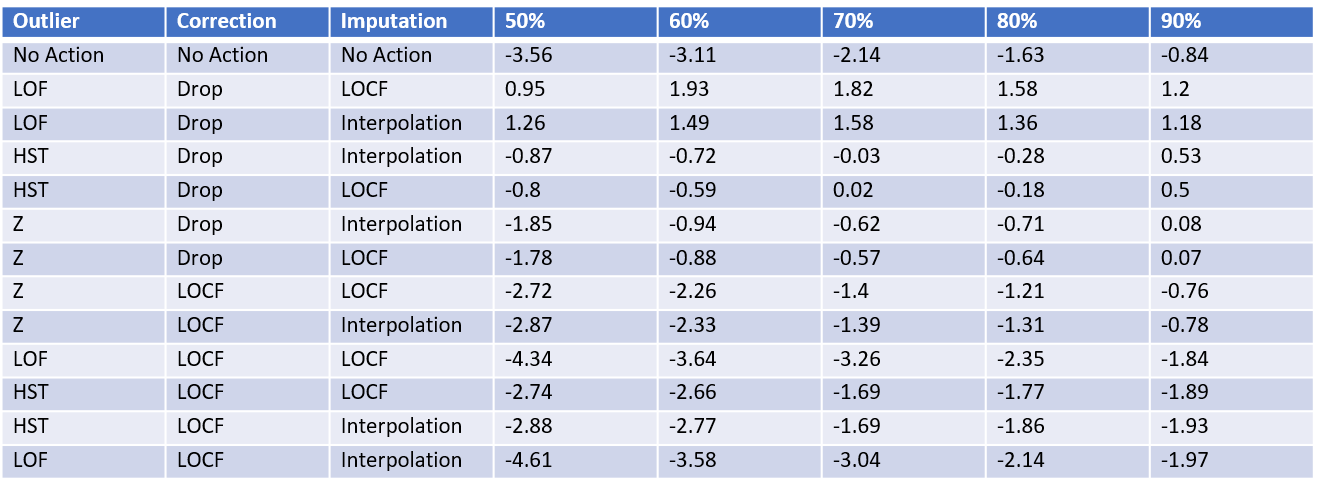 Outlier Correction Imputation 50% 60% 70% 80% 90%
No Action No Action No Action -3.56 -3.11 -2.14 -1.63 -0.84
LOF Drop LOCF 0.95 1.93 1.82 1.58 1.2
LOF Drop Interpolation 1.26 1.49 1.58 1.36 1.18
HST Drop Interpolation -0.87 -0.72 -0.03 -0.28 0.53
HST Drop LOCF -0.8 -0.59 0.02 -0.18 0.5
Z Drop Interpolation -1.85 -0.94 -0.62 -0.71 0.08
Z Drop LOCF -1.78 -0.88 -0.57 -0.64 0.07
Z LOCF LOCF -2.72 -2.26 -1.4 -1.21 -0.76
Z LOCF Interpolation -2.87 -2.33 -1.39 -1.31 -0.78
LOF LOCF LOCF -4.34 -3.64 -3.26 -2.35 -1.84
HST LOCF LOCF -2.74 -2.66 -1.69 -1.77 -1.89
HST LOCF Interpolation -2.88 -2.77 -1.69 -1.86 -1.93
LOF LOCF Interpolation -4.61 -3.58 -3.04 -2.14 -1.97